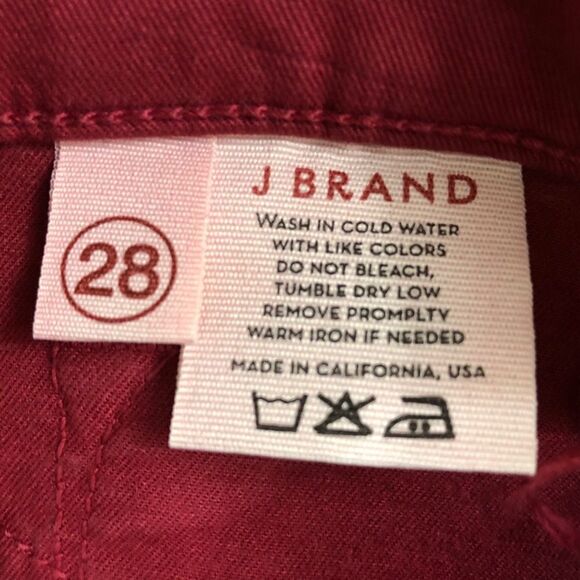 28
J BRAND
WASH IN COLD WATER
WITH LIKE COLORS
DO NOT BLEACH,
TUMBLE DRY LOW
REMOVE PROMPLTY
WARM IRON IF NEEDED
MADE IN CALIFORNIA, USA